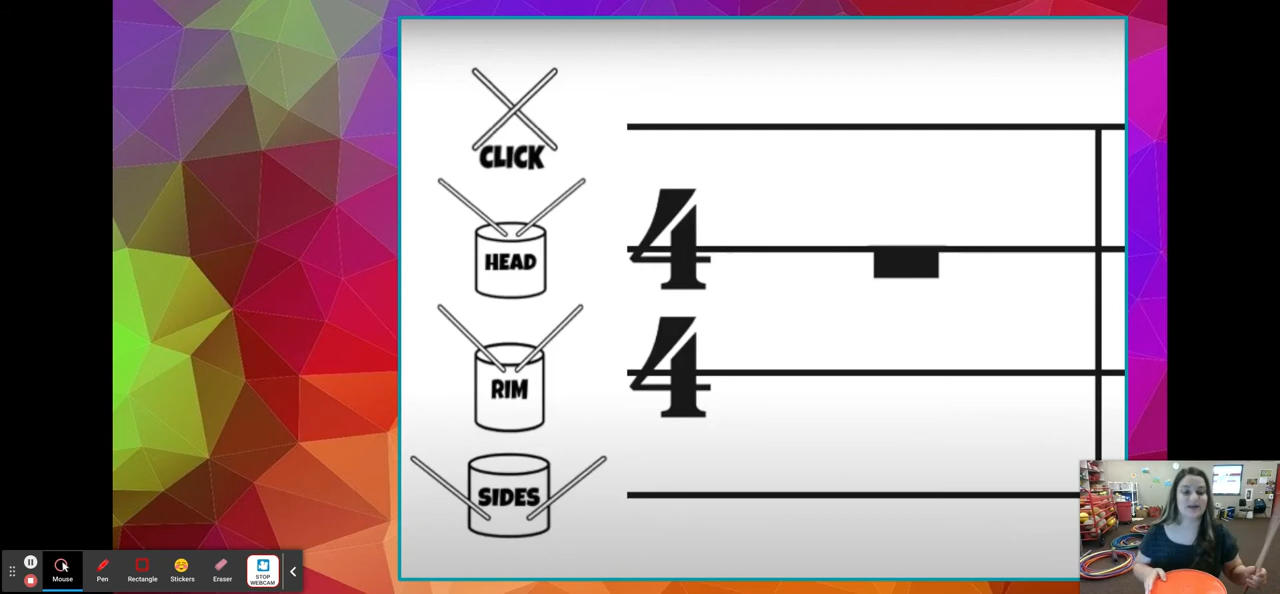 CLICK
HEAD
4
4
RIM
SIDES
Mouse
Pen
Rectangle
Stickers
Eraser
STOP
WEBCAM